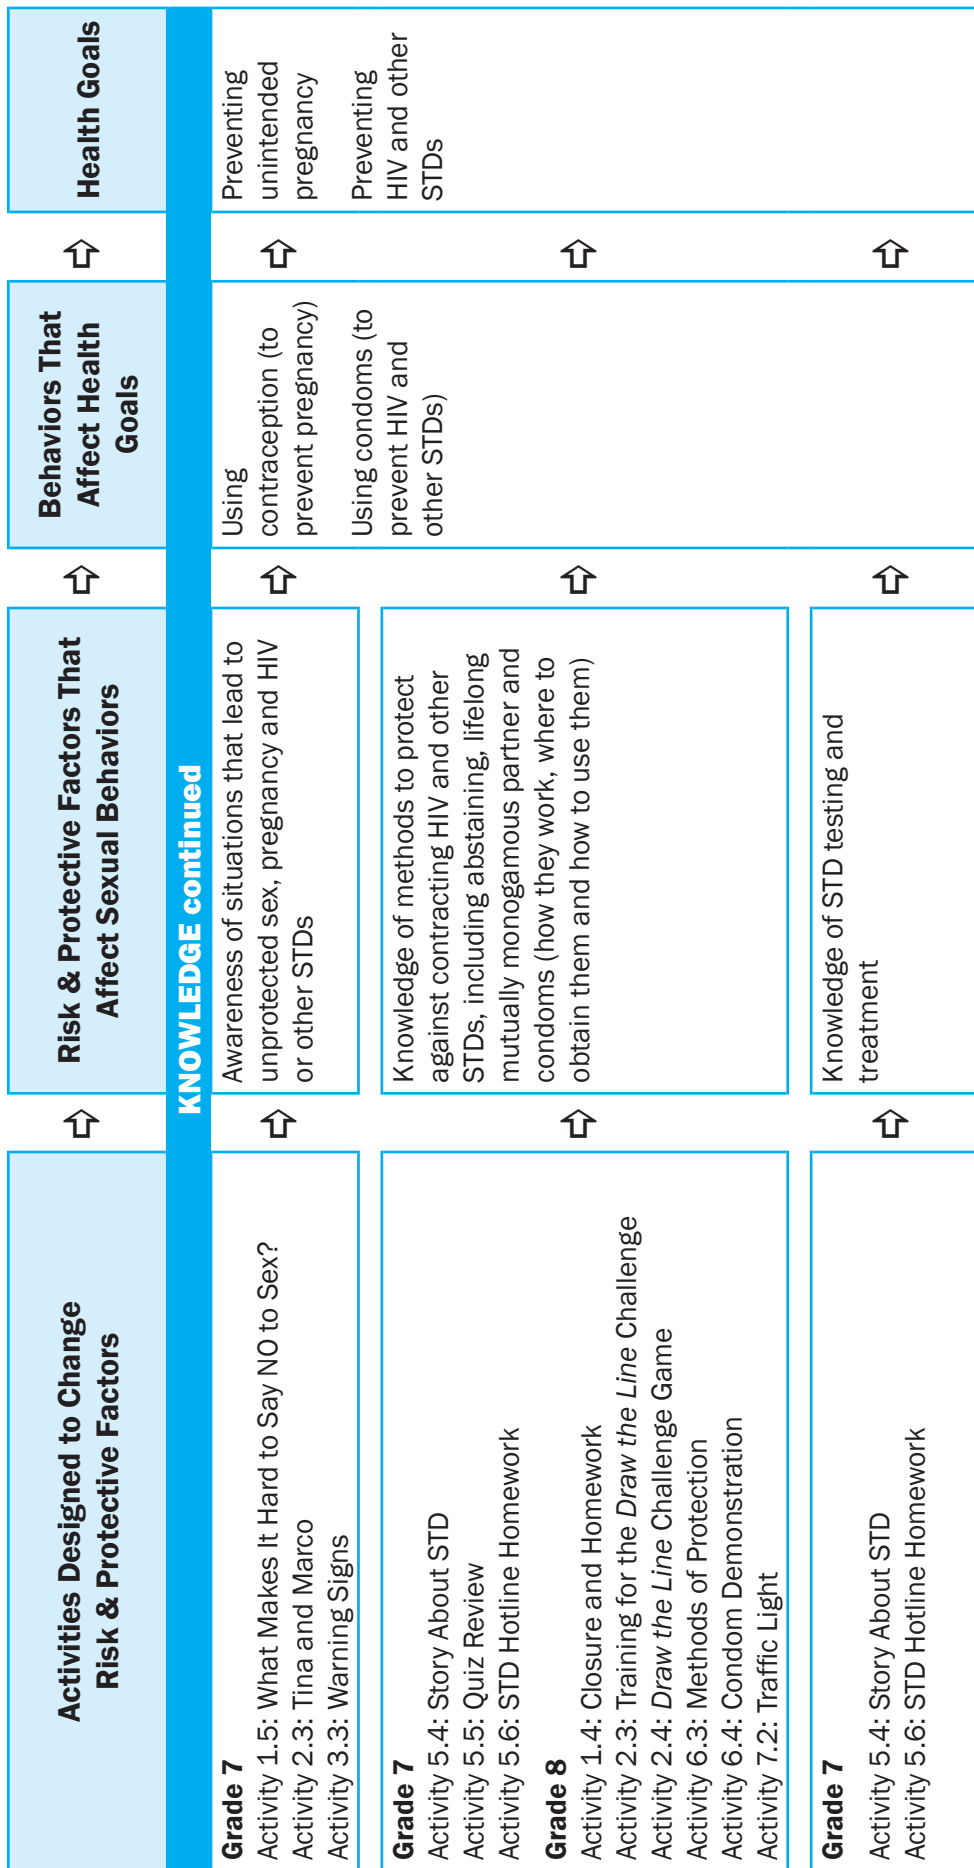 Activities Designed to Change
Risk & Protective Factors
Risk & Protective Factors That
Affect Sexual Behaviors
Behaviors That
Affect Health
Goals
Health Goals
KNOWLEDGE continued
Grade 7
Activity 1.5: What Makes It Hard to Say NO to Sex?
Activity 2.3: Tina and Marco
Activity 3.3: Warning Signs
Awareness of situations that lead to
unprotected sex, pregnancy and HIV
or other STDs
Using
contraception (to
prevent pregnancy)
Using condoms (to
prevent HIV and
other STDs)
Preventing
unintended
pregnancy
Preventing
HIV and other
STDs
Grade 7
Activity 5.4: Story About STD
Activity 5.5: Quiz Review
Activity 5.6: STD Hotline Homework
Grade 8
Activity 1.4: Closure and Homework
Activity 2.3: Training for the Draw the Line Challenge
Activity 2.4: Draw the Line Challenge Game
Activity 6.3: Methods of Protection
Activity 6.4: Condom Demonstration
Activity 7.2: Traffic Light
Knowledge of methods to protect
against contracting HIV and other
STDs, including abstaining, lifelong
mutually monogamous partner and
condoms (how they work, where to
obtain them and how to use them)
Grade 7
Activity 5.4: Story About STD
Activity 5.6: STD Hotline Homework
Knowledge of STD testing and
treatment